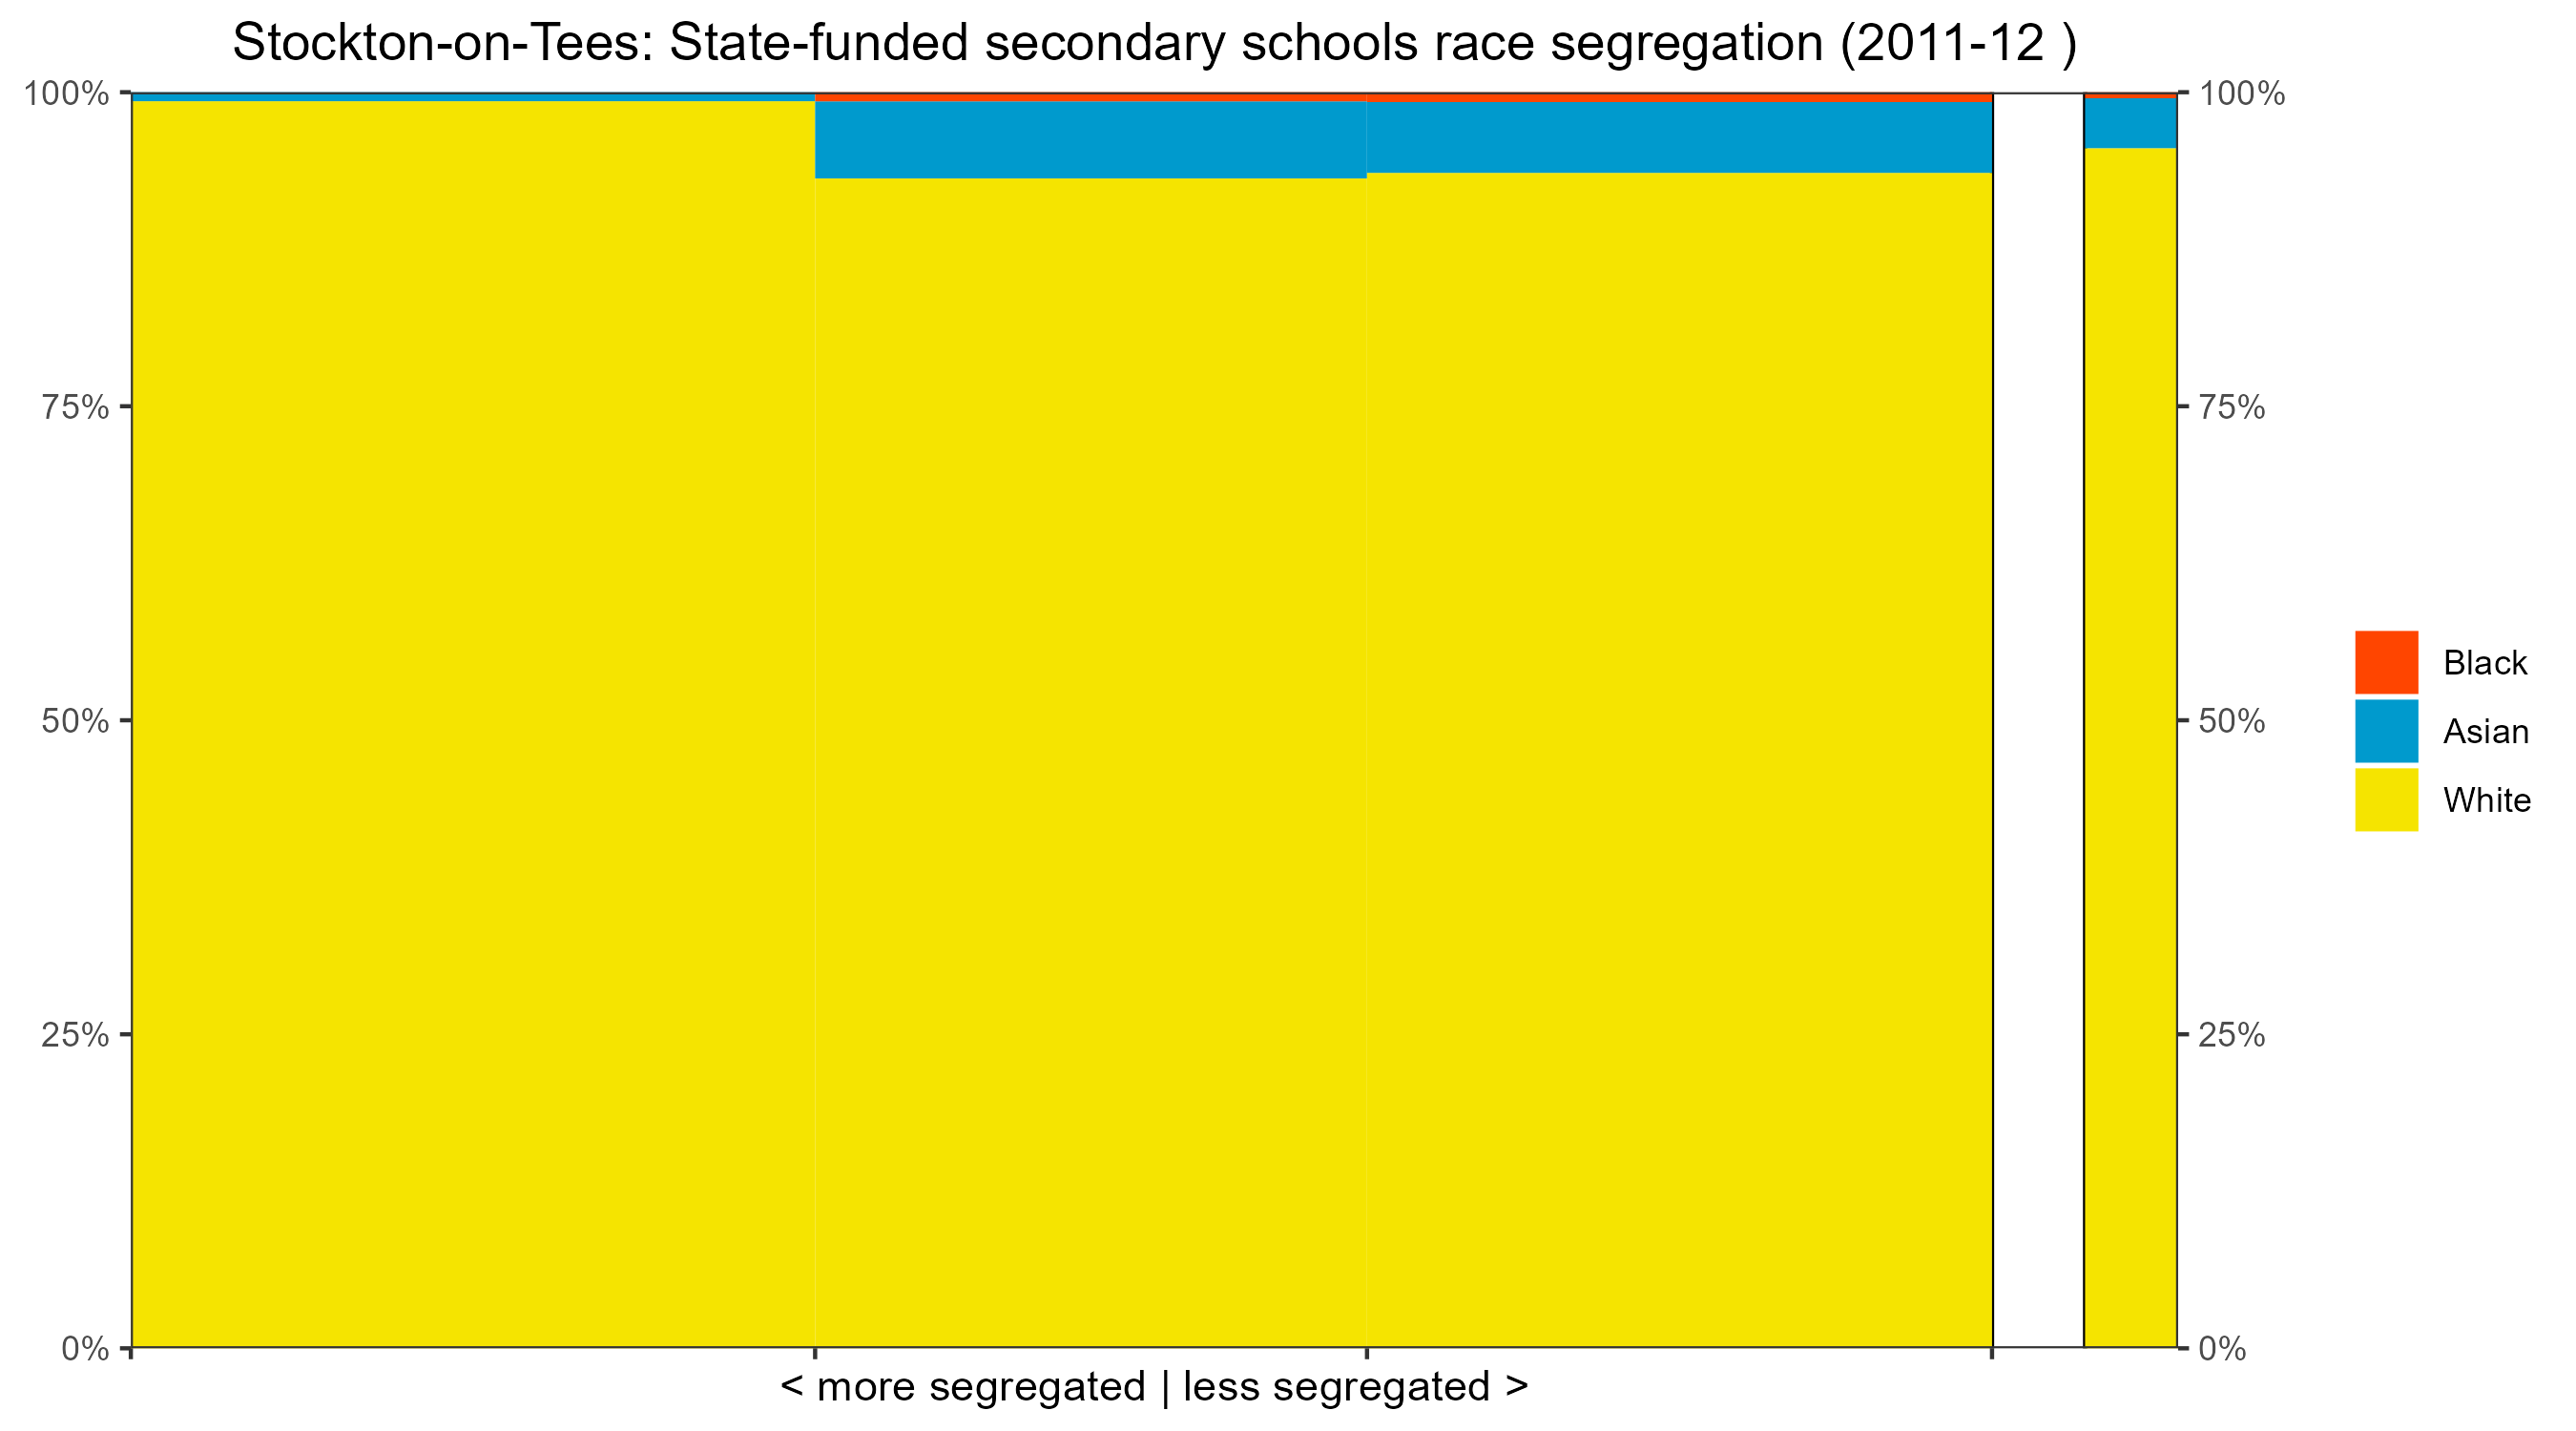 Stockton-on-Tees: State-funded secondary schools race segregation (2011-12 )
100%
75%
50%
25%
0%
100%
75%
50%
25%
0%
Black
Asian
White
< more segregated | less segregated >